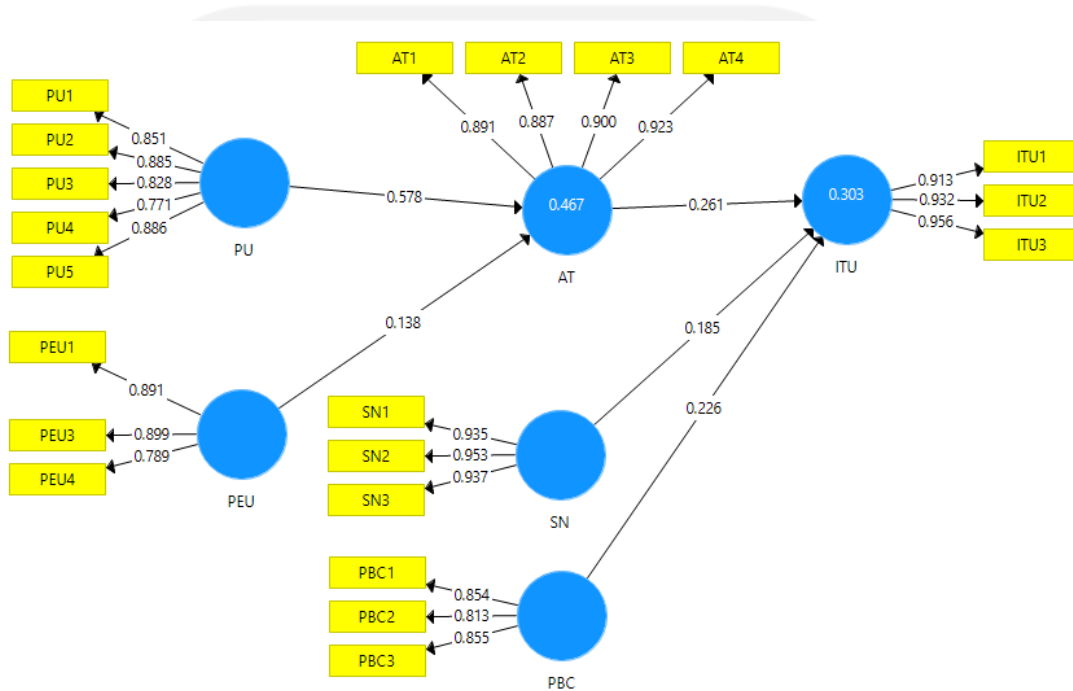 AT1 AT2 AT3 AT4
0.891 0.887 0.900 0.923
PU1
PU2
PU3
PU4
PU5
0.851
0.885
0.828
0.771
0.886
PU
0.578
0.467
AT
0.261
0.303
ITU
0.913
0.932
0.956
ITU1
ITU2
ITU3
PEU1
PEU3
PEU4
0.891
0.899
0.789
PEU
0.138
SN1
SN2
SN3
0.935
0.953
0.937
SN
0.185
0.226
PBC1
PBC2
PBC3
0.854
0.813
0.855
PBC